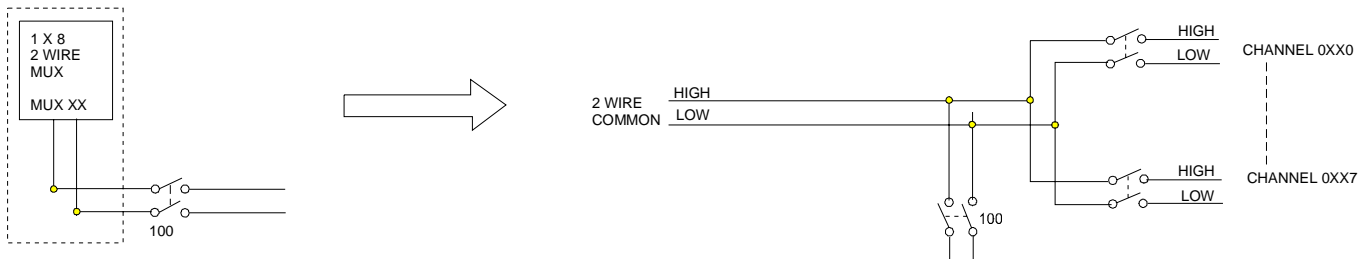 1 X 8
2 WIRE
MUX
MUX XX
100
2 WIRE
COMMON
HIGH
LOW
100
HIGH
LOW
CHANNEL 0XX0
HIGH
LOW
CHANNEL 0XX7